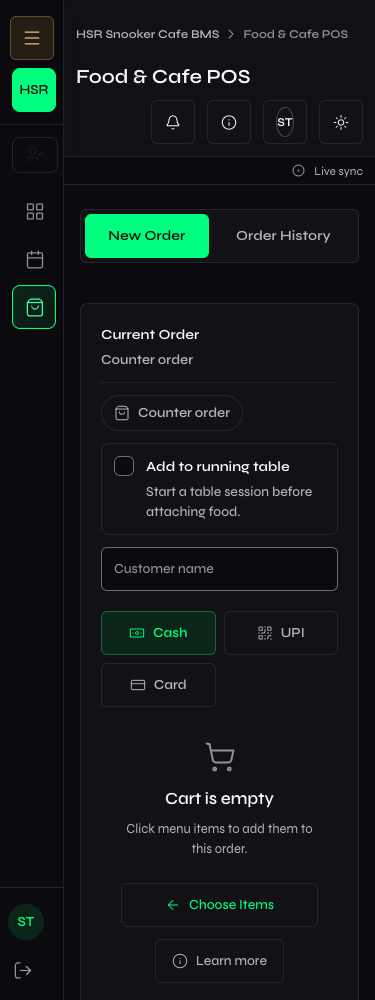 HSR
HSR Snooker Cafe BMS > Food & Cafe POS
Food & Cafe POS
ST
Live sync
New Order Order History
Current Order
Counter order
Counter order
Add to running table
Start a table session before
attaching food.
Customer name
Cash UPI
Card
Cart is empty
Click menu items to add them to
this order.
Choose Items
Learn more
ST